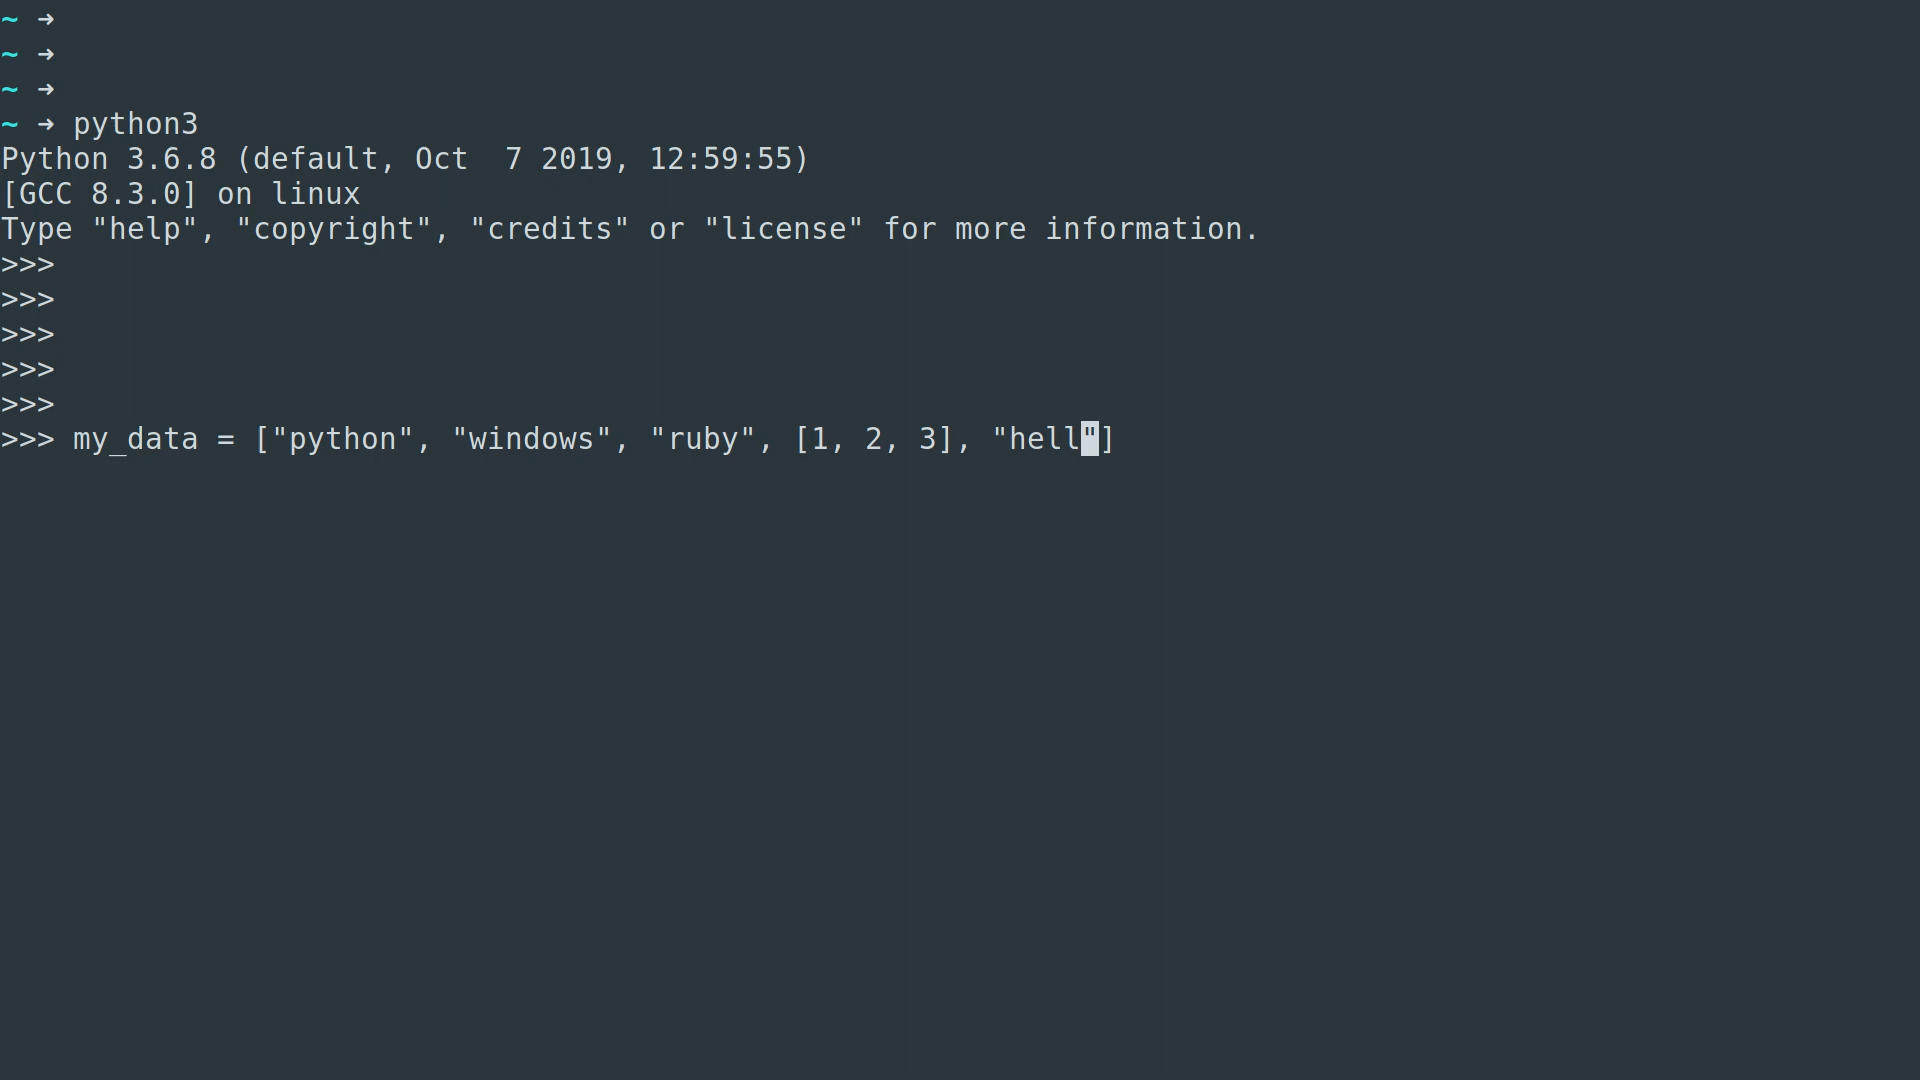 ~ ➜
~ ➜
~ ➜
~ ➜ python3
Python 3.6.8 (default, Oct  7 2019, 12:59:55)
[GCC 8.3.0] on linux
Type "help", "copyright", "credits" or "license" for more information.
>>>
>>>
>>>
>>>
>>>
>>> my_data = ["python", "windows", "ruby", [1, 2, 3], "hell"]